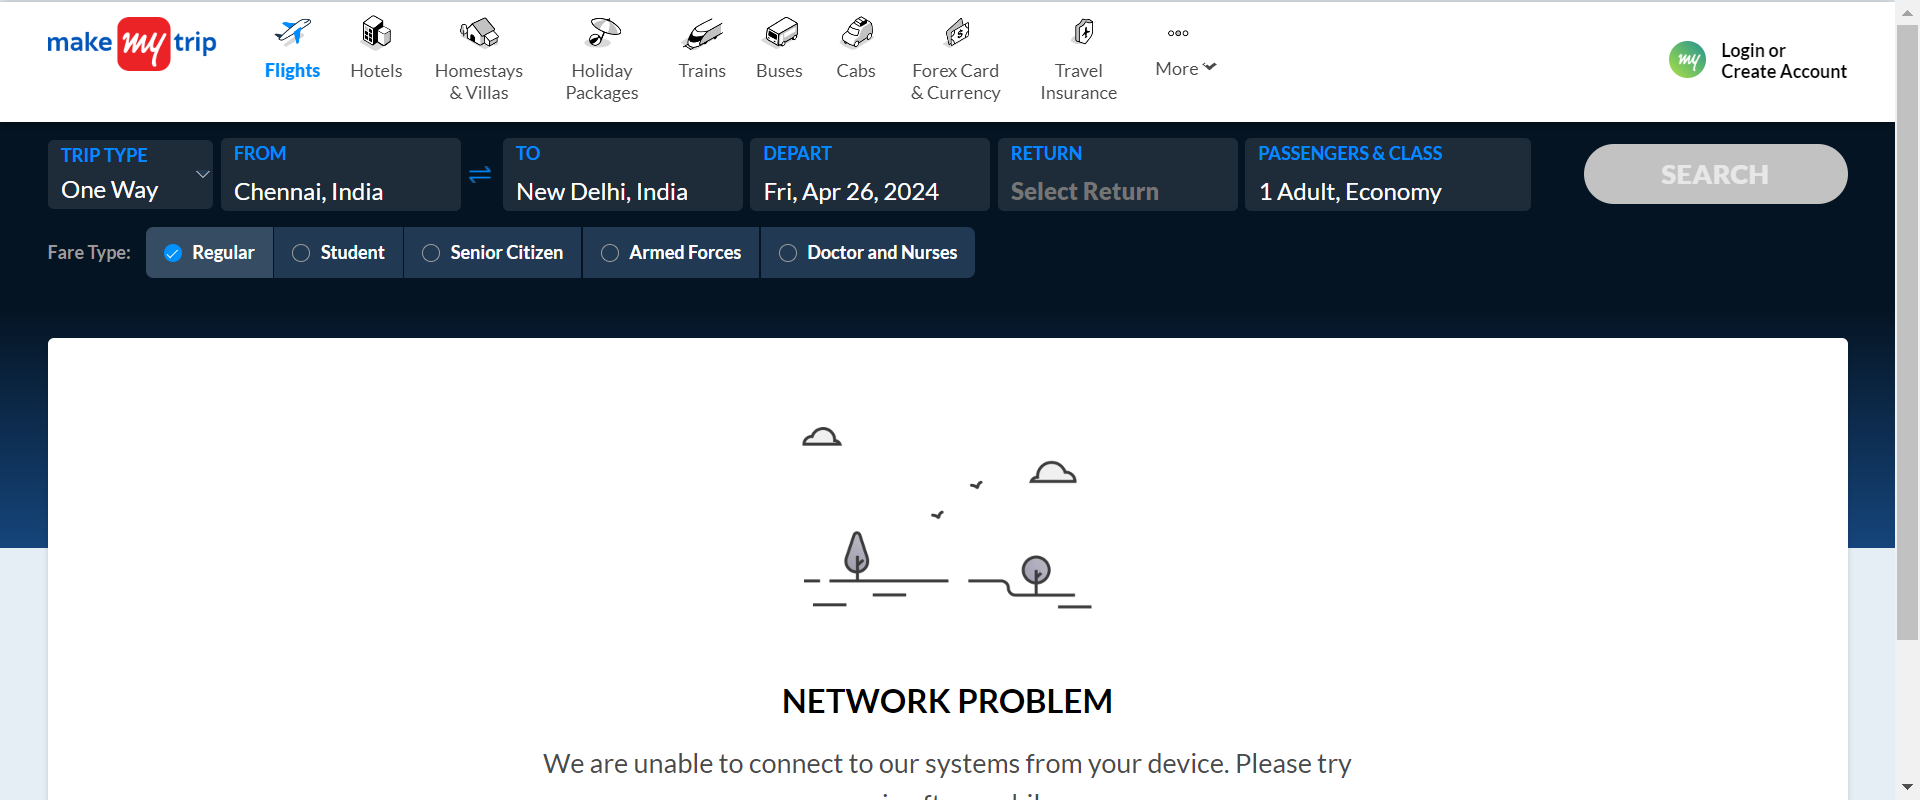 make my trip
Flights
Hotels
Homestays
& Villas
Holiday
Packages
Trains
Buses
Cabs
Forex Card
& Currency
Travel
Insurance
More
my
Login or
Create Account
TRIP TYPE
One Way
FROM
Chennai, India
TO
New Delhi, India
DEPART
Fri, Apr 26, 2024
RETURN
Select Return
PASSENGERS & CLASS
1 Adult, Economy
SEARCH
Fare Type:
Regular
Student
Senior Citizen
Armed Forces
Doctor and Nurses
NETWORK PROBLEM
We are unable to connect to our systems from your device. Please try